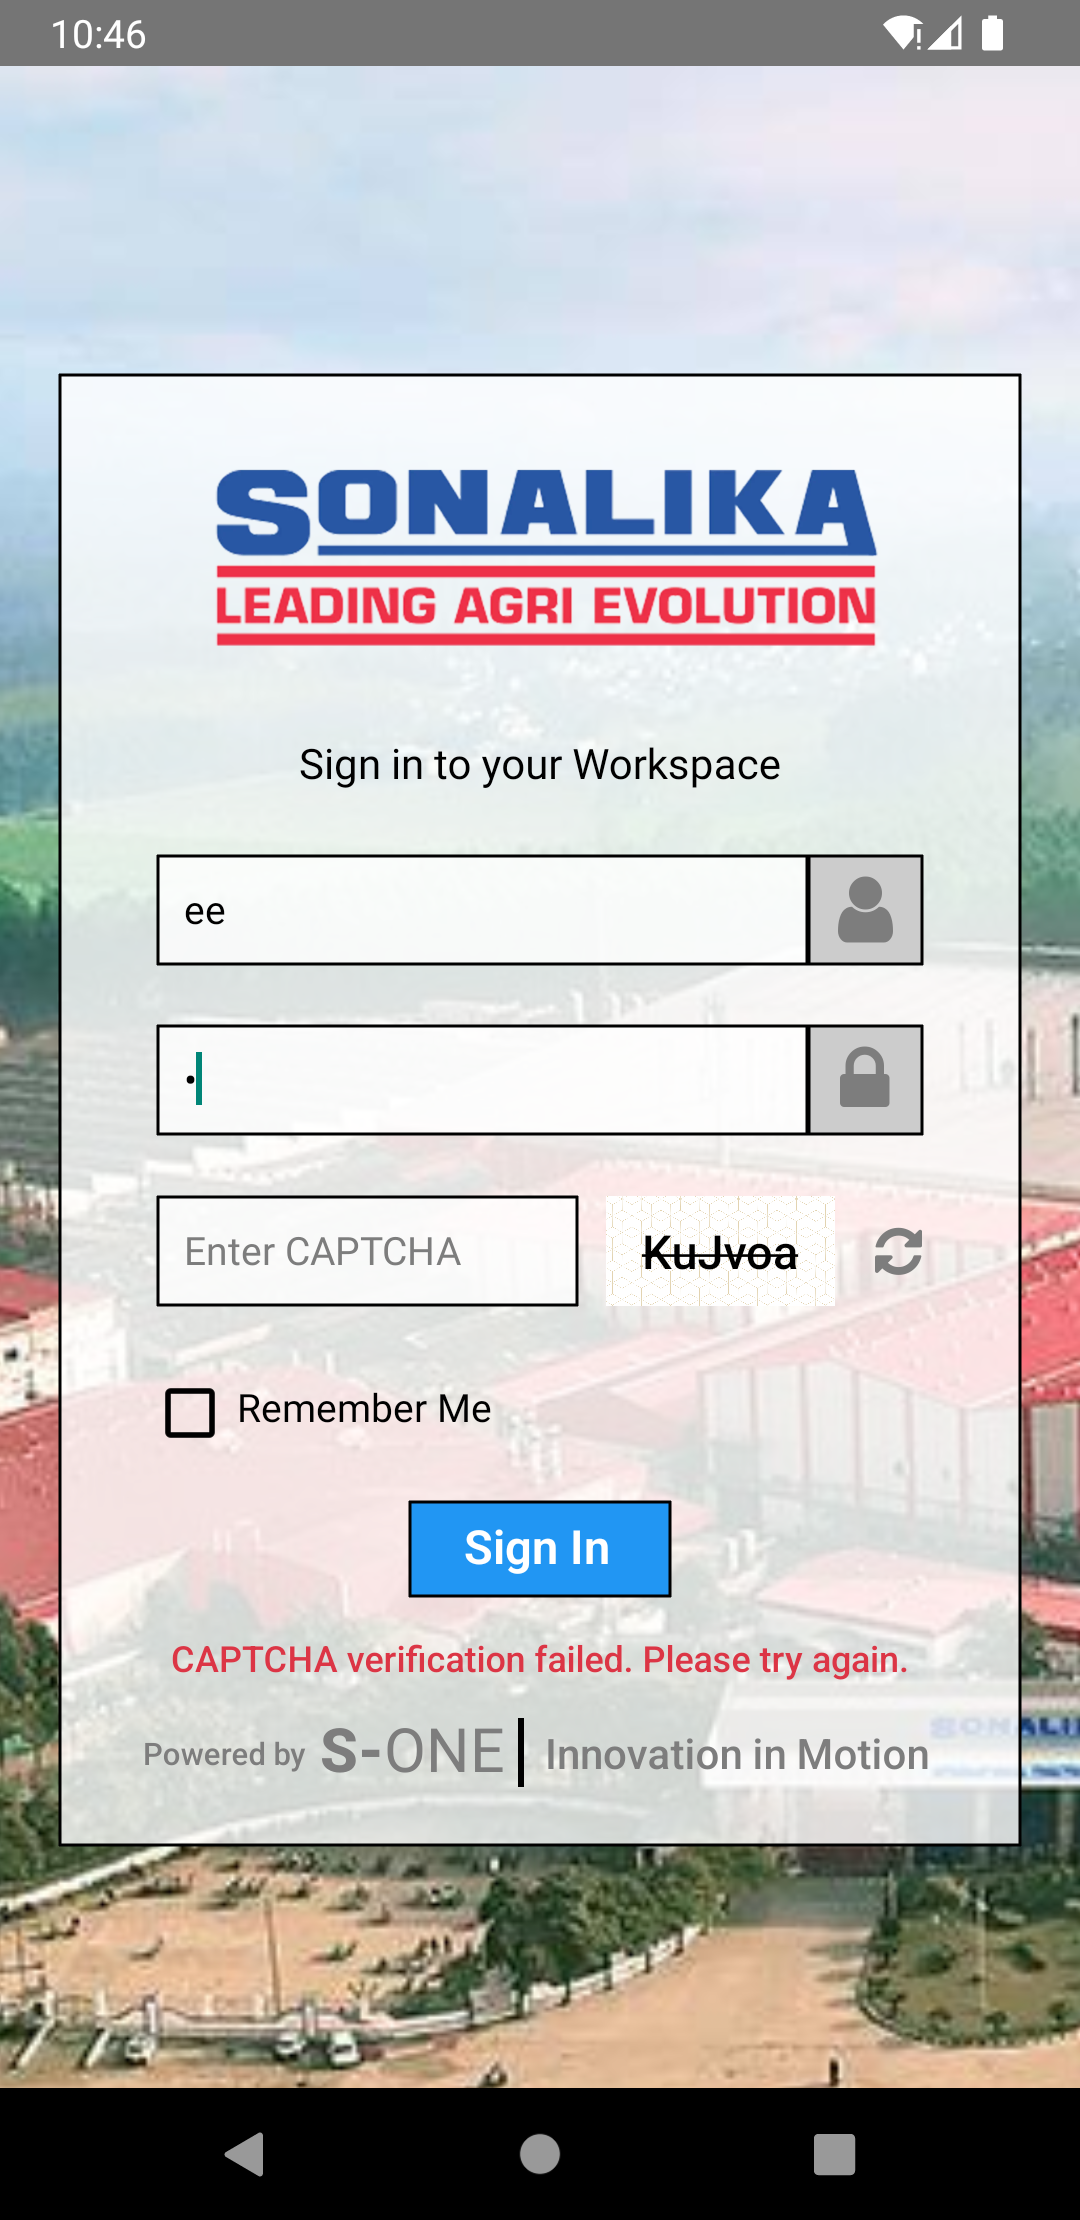 10:46
SONALIKA
LEADING AGRI EVOLUTION
Sign in to your Workspace
ee
•
Enter CAPTCHA
KuJvoa
Remember Me
Sign In
CAPTCHA verification failed. Please try again.
Powered by S-ONE | Innovation in Motion
SONALI